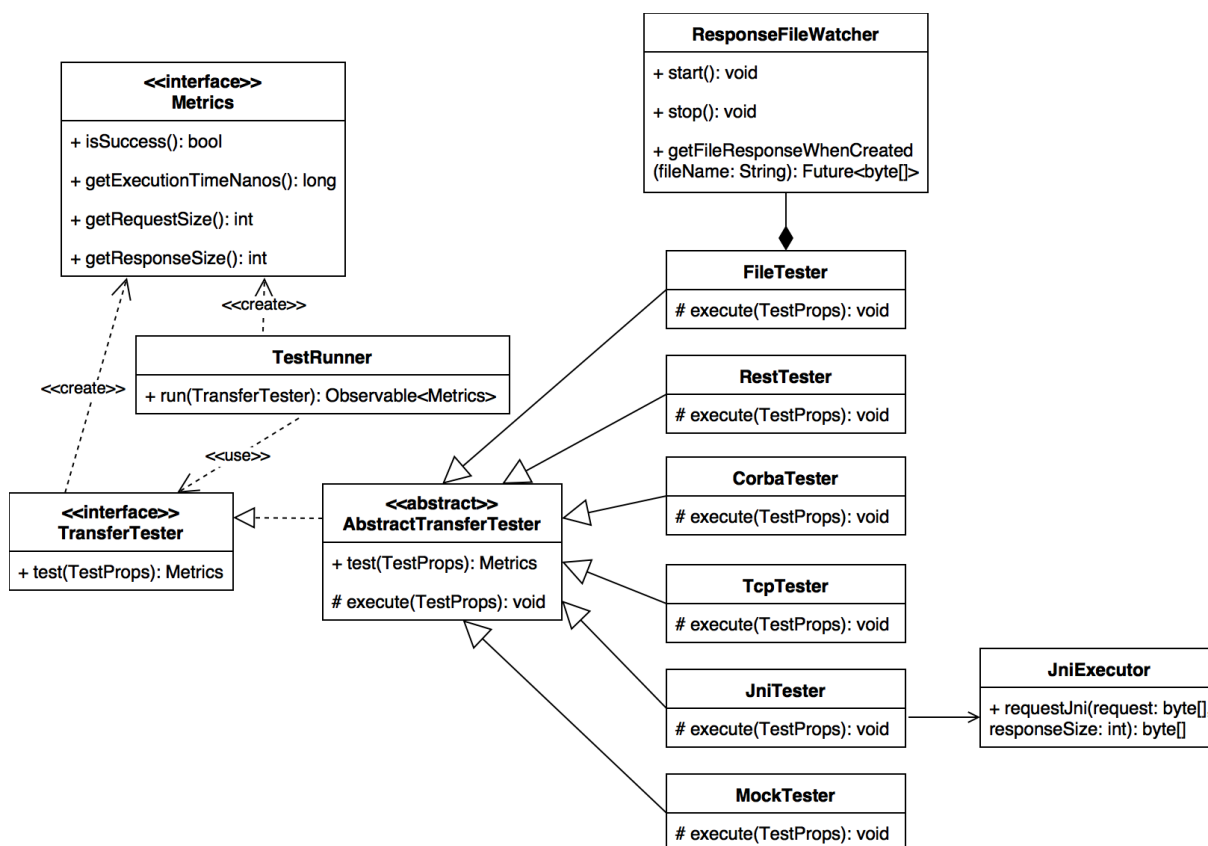 ResponseFileWatcher
+ start(): void
+ stop(): void
+ getFileResponseWhenCreated
(fileName: String): Future<byte[]>
<<interface>>
Metrics
+ isSuccess(): bool
+ getExecutionTimeNanos(): long
+ getRequestSize(): int
+ getResponseSize(): int
<<create>>
<<create>>
TestRunner
+ run(TransferTester): Observable<Metrics>
<<use>>
<<interface>>
TransferTester
+ test(TestProps): Metrics
<<abstract>>
AbstractTransferTester
+ test(TestProps): Metrics
# execute(TestProps): void
FileTester
# execute(TestProps): void
RestTester
# execute(TestProps): void
CorbaTester
# execute(TestProps): void
TcpTester
# execute(TestProps): void
JniTester
# execute(TestProps): void
MockTester
# execute(TestProps): void
JniExecutor
+ requestJni(request: byte[],
responseSize: int): byte[]